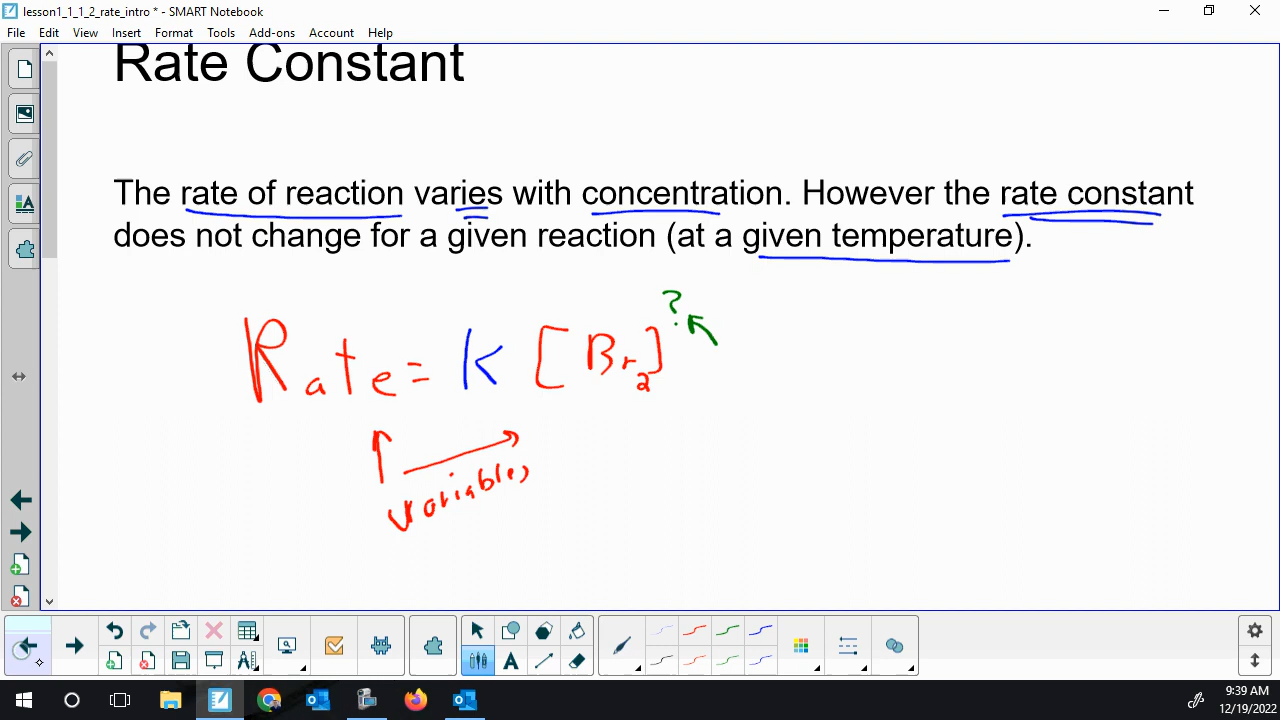 lesson1_1_1_2_rate_intro * - SMART Notebook
File Edit View Insert Format Tools Add-ons Account Help
Rate Constant
The rate of reaction varies with concentration. However the rate constant
does not change for a given reaction (at a given temperature).
?
Rate = k [Br2]
variables
9:39 AM
12/19/2022